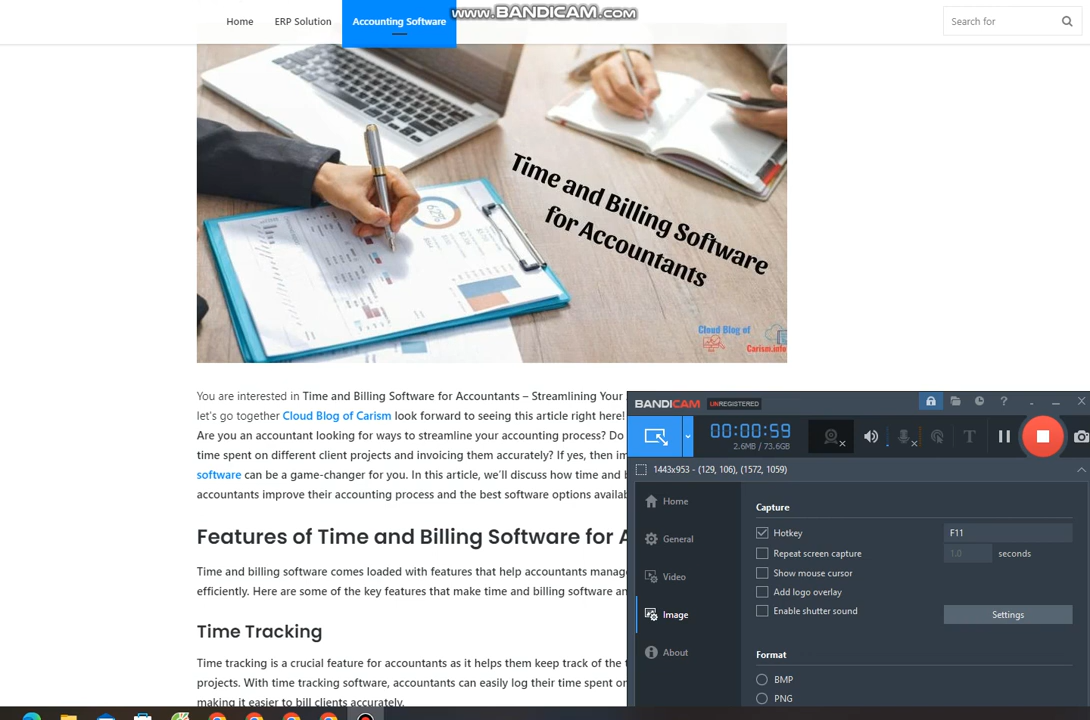 www.BANDICAM.com
Home ERP Solution Accounting Software Search for
Time and Billing Software
for Accountants
Cloud Blog of
Carism.info
You are interested in Time and Billing Software for Accountants – Streamlining Your
let's go together Cloud Blog of Carism look forward to seeing this article right here!
Are you an accountant looking for ways to streamline your accounting process? Do
time spent on different client projects and invoicing them accurately? If yes, then
software can be a game-changer for you. In this article, we'll discuss how time and
accountants improve their accounting process and the best software options
Features of Time and Billing Software for A
Time and billing software comes loaded with features that help accountants
efficiently. Here are some of the key features that make time and billing software
Time Tracking
Time tracking is a crucial feature for accountants as it helps them keep track of the
projects. With time tracking software, accountants can easily log their time spent
making it easier to bill clients accurately.
BANDICAM UNREGISTERED
00:00:59
2.6MB / 73.6GB
1443x953 - (129, 106), (1572, 1059)
Home
General
Video
Image
About
Capture
Hotkey F11
Repeat screen capture 1.0 seconds
Show mouse cursor
Add logo overlay
Enable shutter sound Settings
Format
BMP
PNG